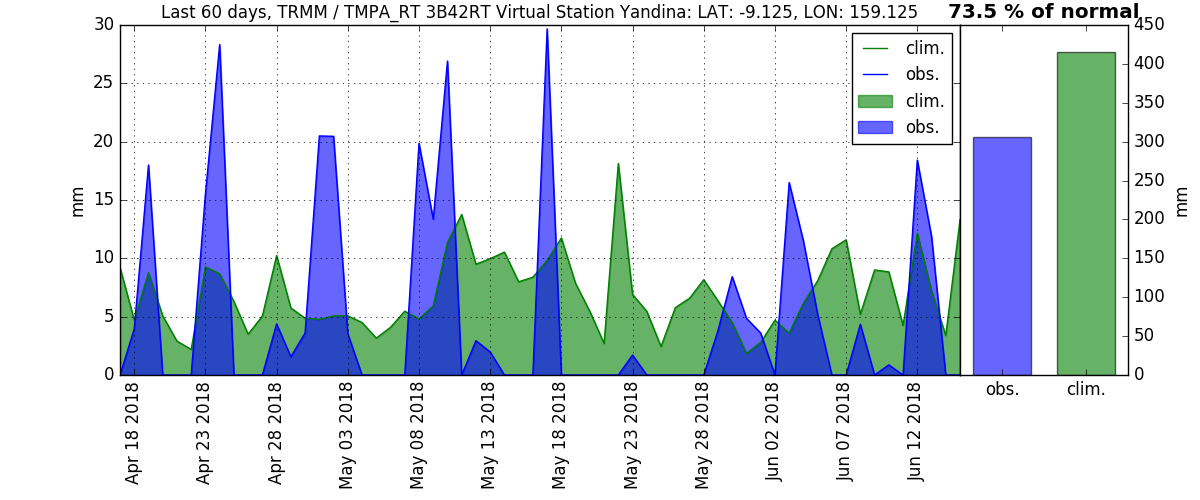 Last 60 days, TRMM / TMPA_RT 3B42RT Virtual Station Yandina: LAT: -9.125, LON: 159.125
73.5 % of normal
30
25
20
15
10
5
0
mm
clim.
obs.
clim.
obs.
450
400
350
300
250
200
150
100
50
0
mm
obs.
clim.
Apr 18 2018
Apr 23 2018
Apr 28 2018
May 03 2018
May 08 2018
May 13 2018
May 18 2018
May 23 2018
May 28 2018
Jun 02 2018
Jun 07 2018
Jun 12 2018